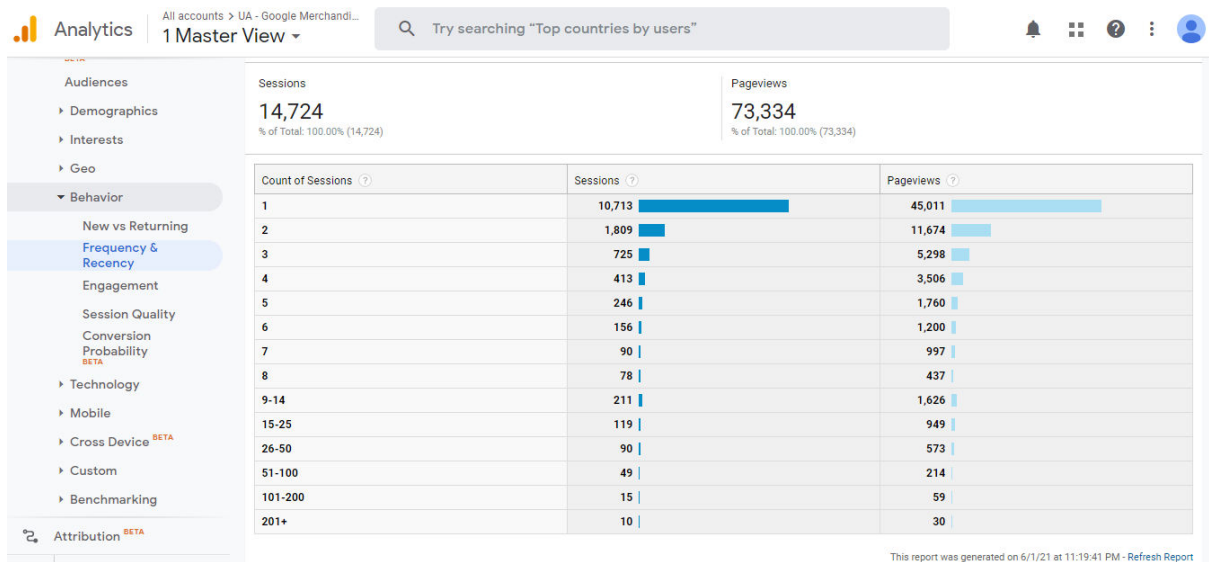 Analytics
All accounts > UA - Google Merchandi...
1 Master View
Try searching “Top countries by users”
BETA
Audiences
Demographics
Interests
Geo
Behavior
New vs Returning
Frequency &
Recency
Engagement
Session Quality
Conversion
Probability
BETA
Technology
Mobile
Cross Device BETA
Custom
Benchmarking
Attribution BETA
Sessions
14,724
% of Total: 100.00% (14,724)
Pageviews
73,334
% of Total: 100.00% (73,334)
Count of Sessions ? Sessions ? Pageviews ?
1 10,713 45,011
2 1,809 11,674
3 725 5,298
4 413 3,506
5 246 1,760
6 156 1,200
7 90 997
8 78 437
9-14 211 1,626
15-25 119 949
26-50 90 573
51-100 49 214
101-200 15 59
201+ 10 30
This report was generated on 6/1/21 at 11:19:41 PM - Refresh Report